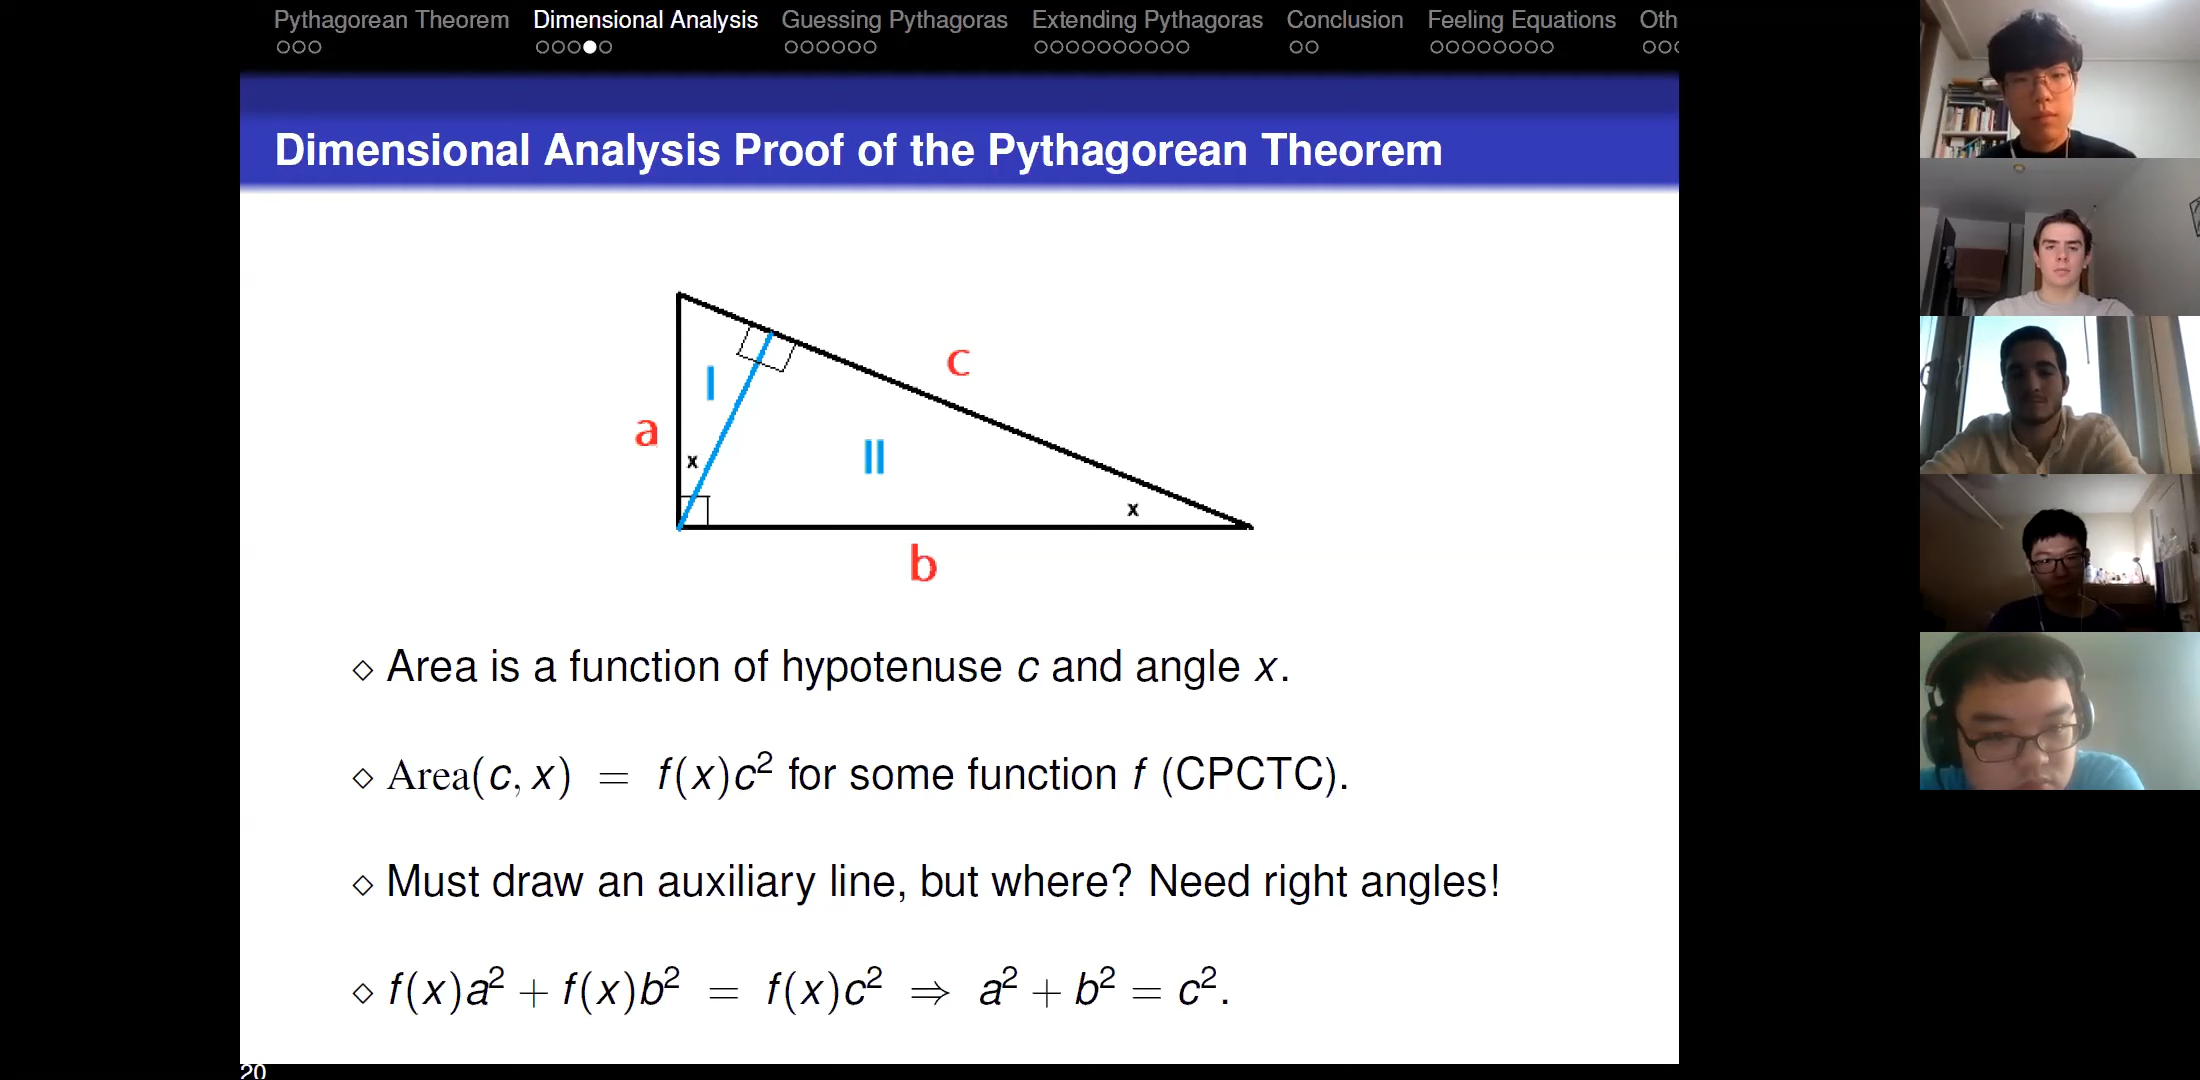 Pythagorean Theorem Dimensional Analysis Guessing Pythagoras Extending Pythagoras Conclusion Feeling Equations Oth
Dimensional Analysis Proof of the Pythagorean Theorem
c
I
a
II
x
x
b
⋄ Area is a function of hypotenuse c and angle x.
⋄ Area(c, x) = f(x)c² for some function f (CPCTC).
⋄ Must draw an auxiliary line, but where? Need right angles!
⋄ f(x)a² + f(x)b² = f(x)c² ⇒ a² + b² = c².
20